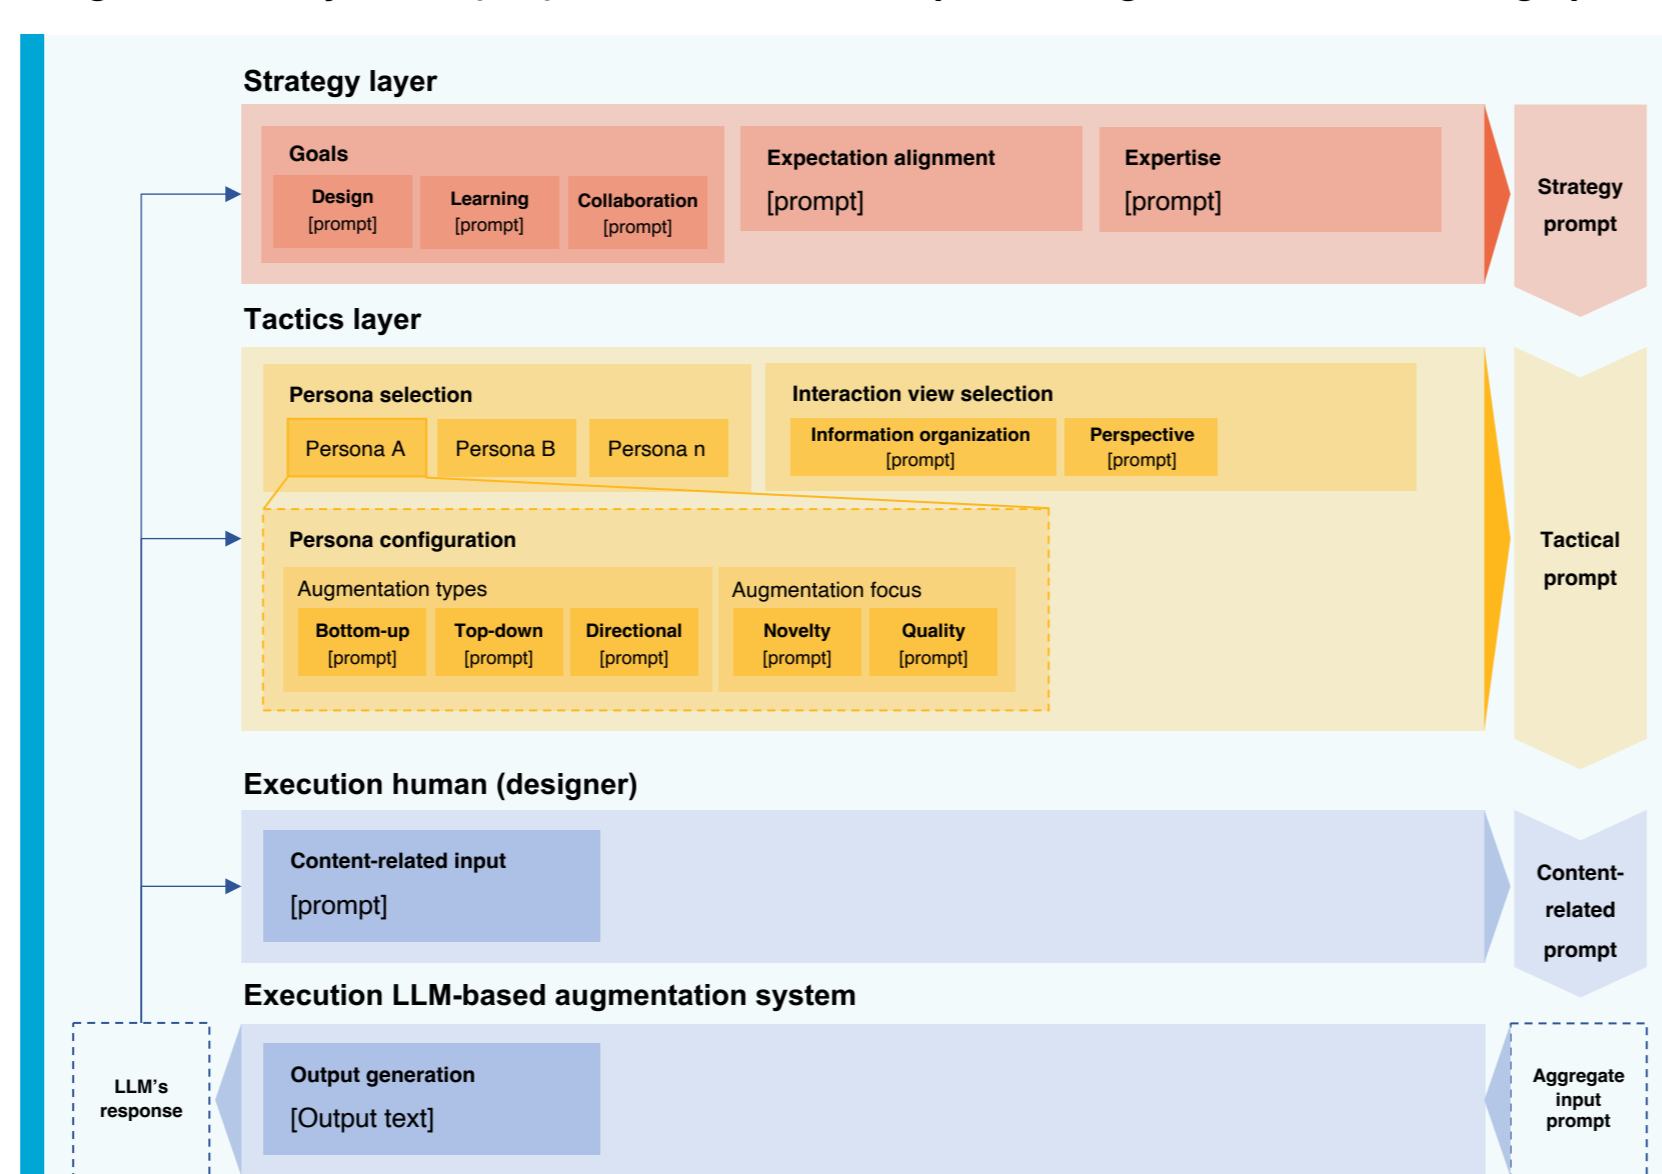 Strategy layer
Goals
Design
[prompt]
Learning
[prompt]
Collaboration
[prompt]
Expectation alignment
[prompt]
Expertise
[prompt]
Strategy
prompt
Tactics layer
Persona selection
Persona A
Persona B
Persona n
Interaction view selection
Information organization
[prompt]
Perspective
[prompt]
Persona configuration
Augmentation types
Bottom-up
[prompt]
Top-down
[prompt]
Directional
[prompt]
Augmentation focus
Novelty
[prompt]
Quality
[prompt]
Tactical
prompt
Execution human (designer)
Content-related input
[prompt]
Content-
related
prompt
Execution LLM-based augmentation system
LLM’s
response
Output generation
[Output text]
Aggregate
input
prompt